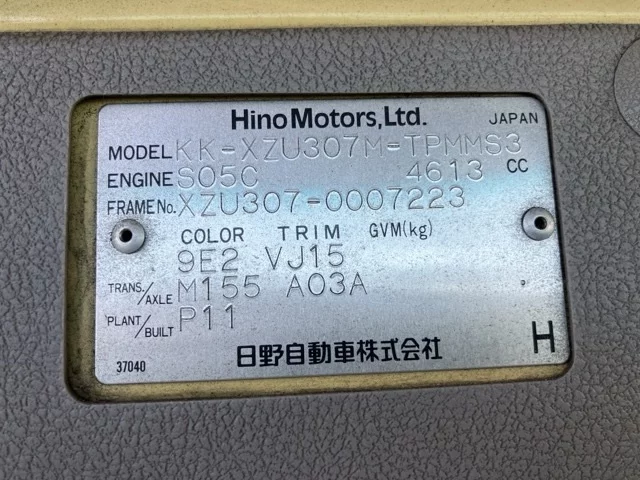 Hino Motors, Ltd. JAPAN
MODEL KK-XZU307M-TPMMS3
ENGINE S05C 4613 CC
FRAME No. XZU307-0007223
COLOR TRIM GVM(kg)
9E2 VJ15
TRANS./AXLE M155 A03A
PLANT/BUILT P11
37040 日野自動車株式会社 H